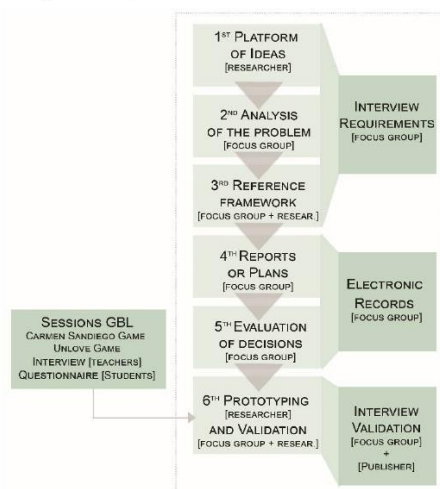 1ST PLATFORM
OF IDEAS
[RESEARCHER]
2ND ANALYSIS
OF THE PROBLEM
[FOCUS GROUP]
3RD REFERENCE
FRAMEWORK
[FOCUS GROUP + RESEAR.]
INTERVIEW
REQUIREMENTS
[FOCUS GROUP]
4TH REPORTS
OR PLANS
[FOCUS GROUP]
5TH EVALUATION
OF DECISIONS
[FOCUS GROUP]
ELECTRONIC
RECORDS
[FOCUS GROUP]
SESSIONS GBL
CARMEN SANDIEGO GAME
UNLOVE GAME
INTERVIEW [TEACHERS]
QUESTIONNAIRE [STUDENTS]
6TH PROTOTYPING
[RESEARCHER]
AND VALIDATION
[FOCUS GROUP + RESEAR.]
INTERVIEW
VALIDATION
[FOCUS GROUP]
+
[PUBLISHER]